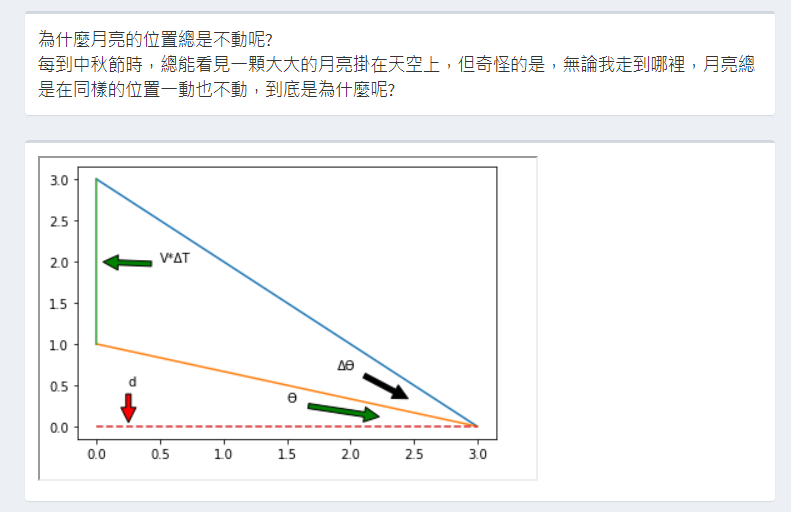 為什麼月亮的位置總是不動呢?
每到中秋節時，總能看見一顆大大的月亮掛在天空上，但奇怪的是，無論我走到哪裡，月亮總
是在同樣的位置一動也不動，到底是為什麼呢?
3.0
2.5
2.0
V*ΔT
1.5
1.0
Δθ
0.5
d
θ
0.0
0.0 0.5 1.0 1.5 2.0 2.5 3.0